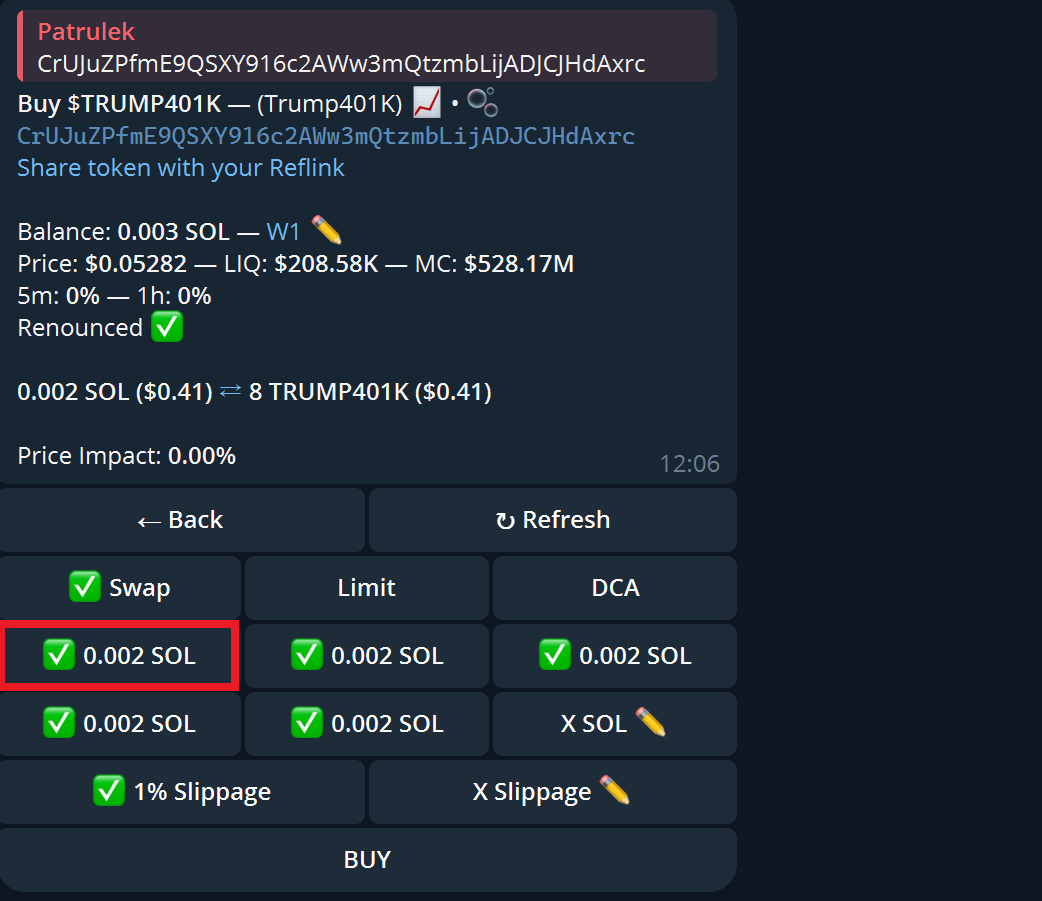 Patrulek
CrUJuZPfmE9QSXY916c2AWw3mQtzmbLijADJCJHdAxrc
Buy $TRUMP401K — (Trump401K) 📈 • 🫧
CrUJuZPfmE9QSXY916c2AWw3mQtzmbLijADJCJHdAxrc
Share token with your Reflink
Balance: 0.003 SOL — W1 ✏️
Price: $0.05282 — LIQ: $208.58K — MC: $528.17M
5m: 0% — 1h: 0%
Renounced ✅
0.002 SOL ($0.41) ⇄ 8 TRUMP401K ($0.41)
Price Impact: 0.00%
12:06
← Back
↻ Refresh
✅ Swap
Limit
DCA
✅ 0.002 SOL
✅ 0.002 SOL
✅ 0.002 SOL
✅ 0.002 SOL
✅ 0.002 SOL
X SOL ✏️
✅ 1% Slippage
X Slippage ✏️
BUY